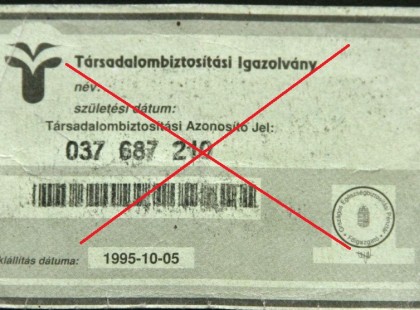 Társadalombiztosítási Igazolvány
név:
születési dátum:
Társadalombiztosítási Azonosító Jel:
037 687 210
kiállítás dátuma: 1995-10-05